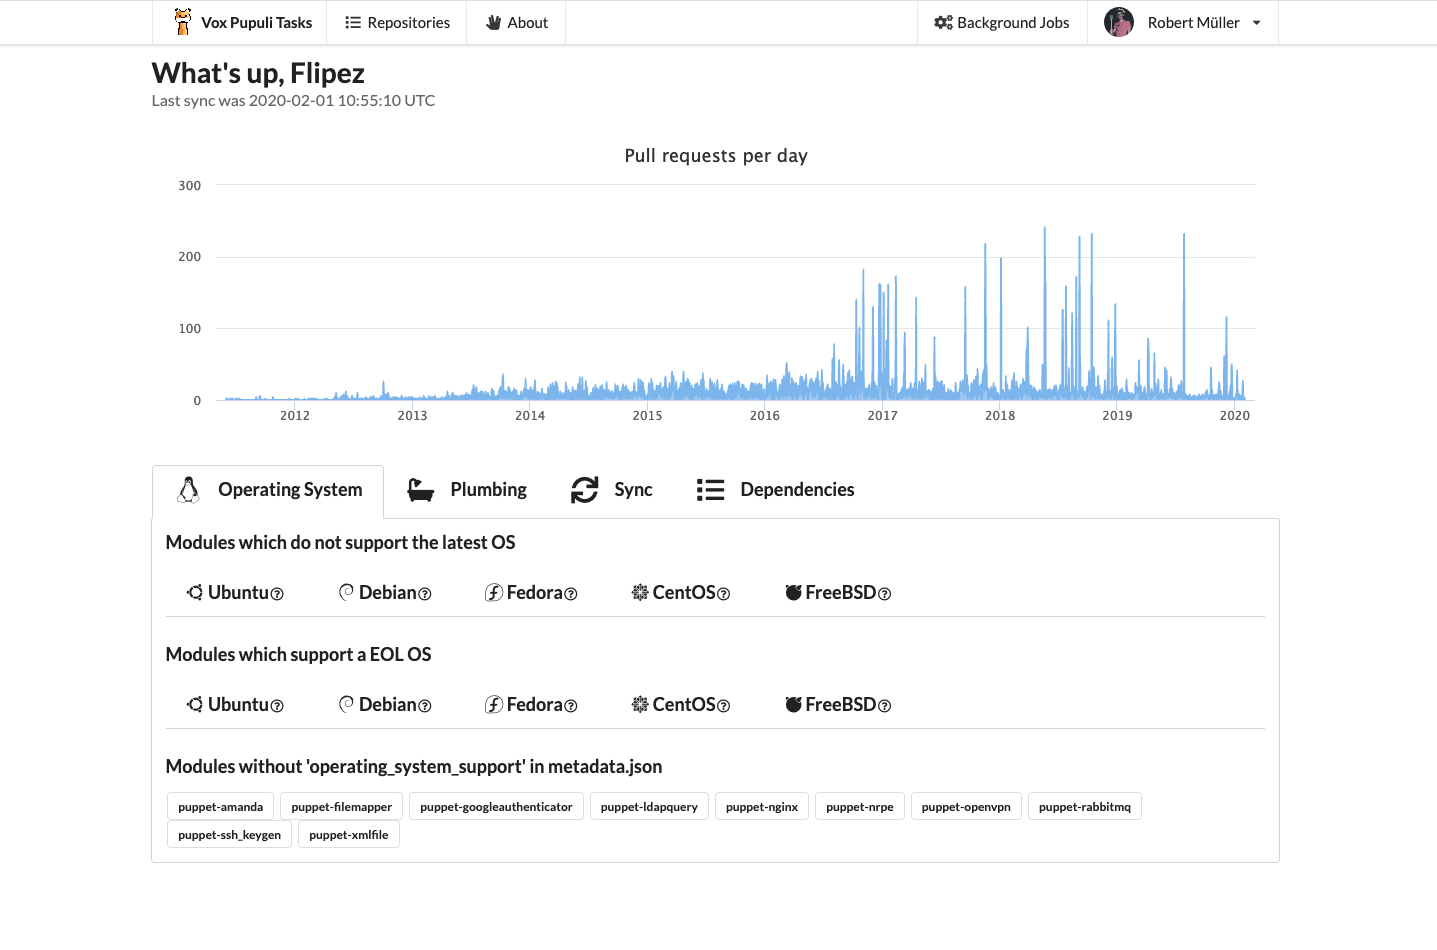 Vox Pupuli Tasks Repositories About Background Jobs Robert Müller
What's up, Flipez
Last sync was 2020-02-01 10:55:10 UTC
Pull requests per day
300
200
100
0
2012 2013 2014 2015 2016 2017 2018 2019 2020
Operating System Plumbing Sync Dependencies
Modules which do not support the latest OS
Ubuntu Debian Fedora CentOS FreeBSD
Modules which support a EOL OS
Ubuntu Debian Fedora CentOS FreeBSD
Modules without 'operating_system_support' in metadata.json
puppet-amanda puppet-filemapper puppet-googleauthenticator puppet-ldapquery puppet-nginx puppet-nrpe puppet-openvpn puppet-rabbitmq
puppet-ssh_keygen puppet-xmlfile